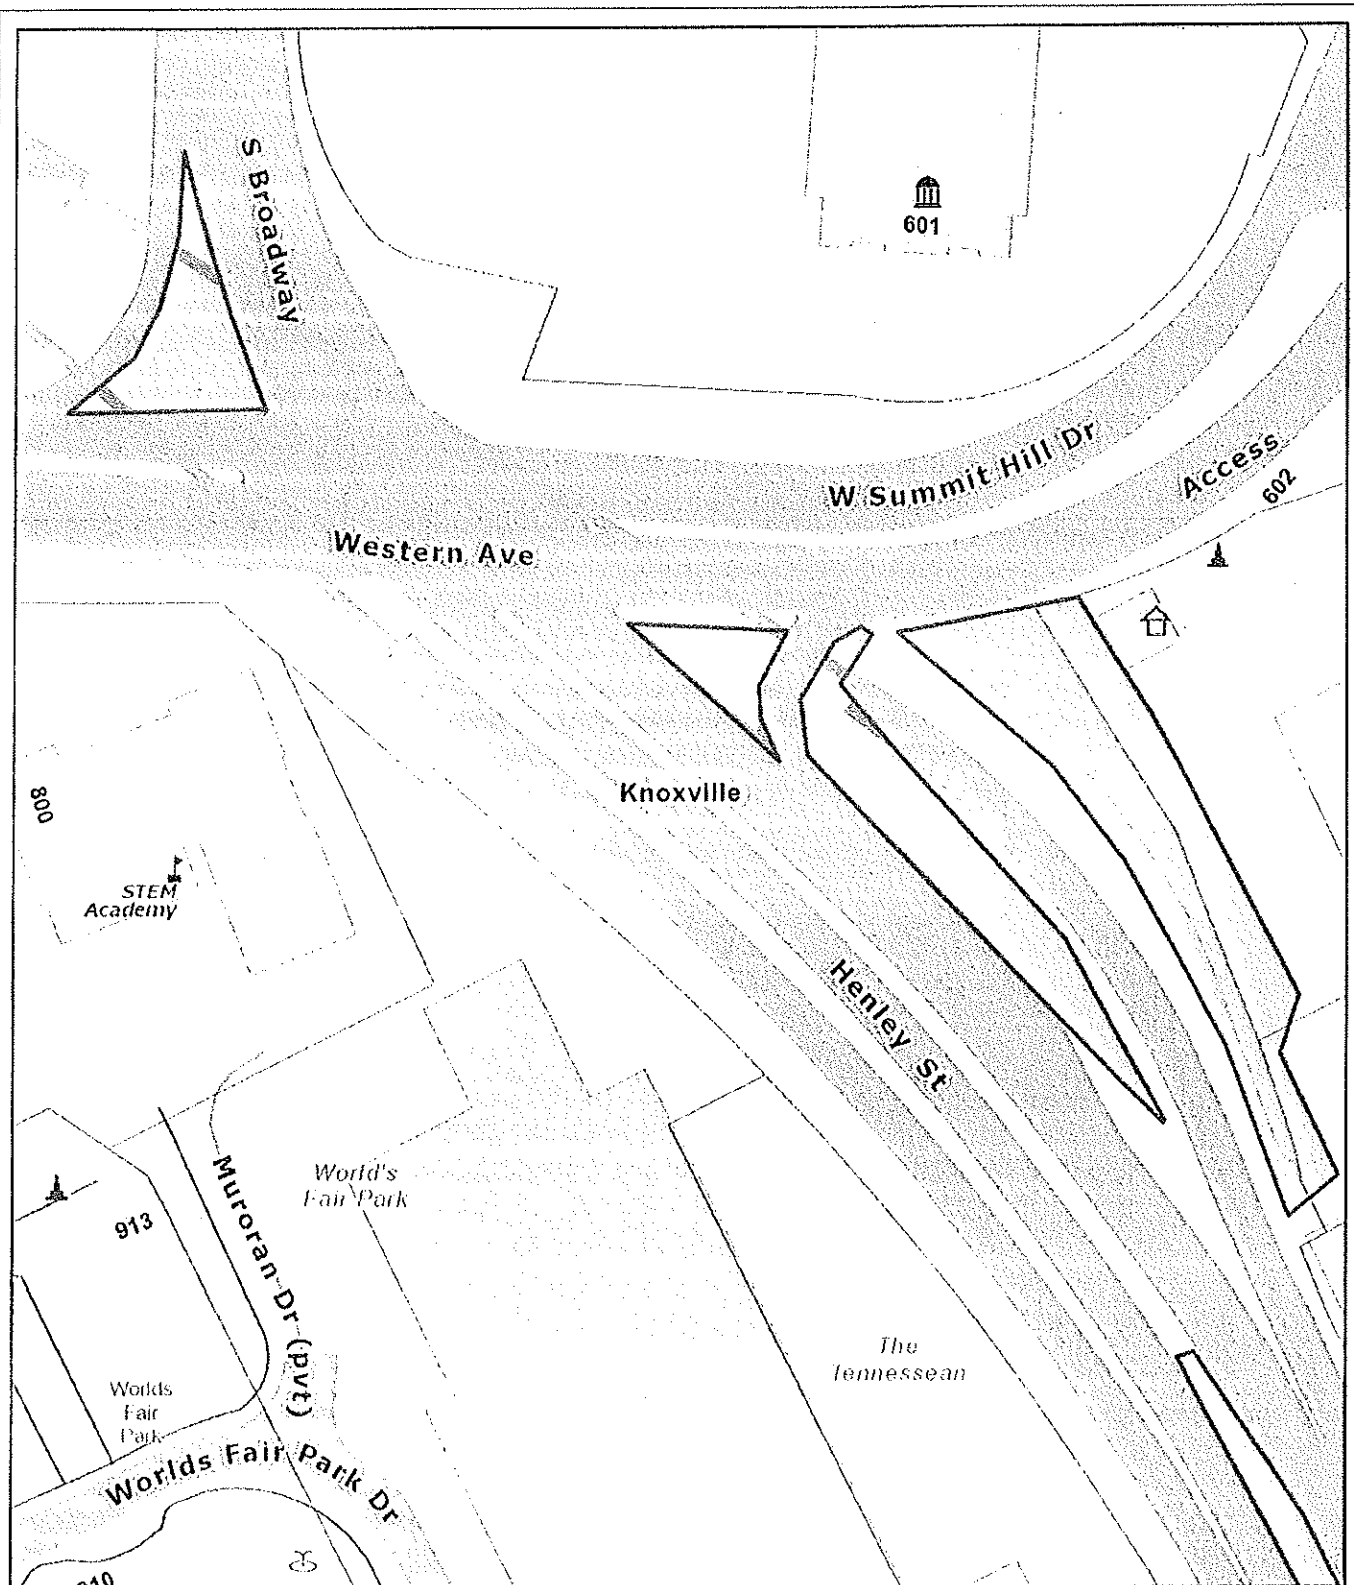 S Broadway
601
W Summit Hill Dr
Access
602
Western Ave
Knoxville
800
STEM
Academy
Henley St
World's
Fair Park
Muroran Dr (pvt)
913
The
Tennessean
Worlds
Fair
Park
Worlds Fair Park Dr